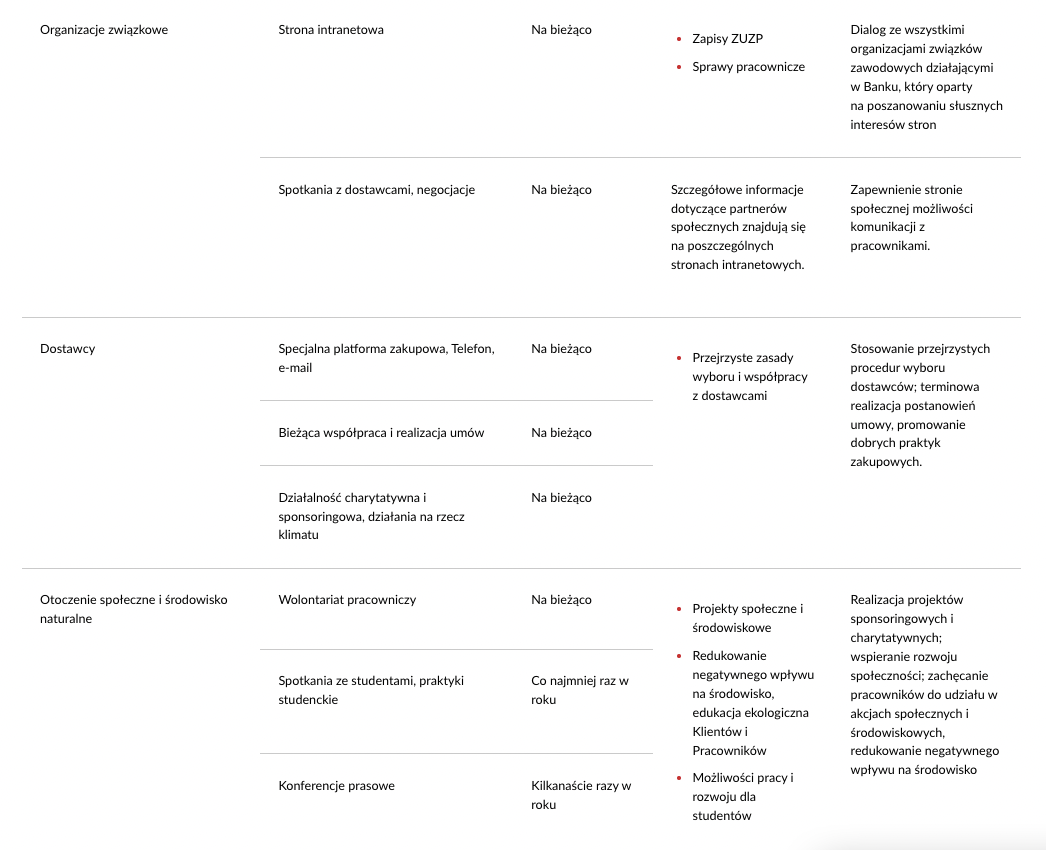 Organizacje związkowe
Strona intranetowa
Na bieżąco
• Zapisy ZUZP
• Sprawy pracownicze
Dialog ze wszystkimi
organizacjami związków
zawodowych działającymi
w Banku, który oparty
na poszanowaniu słusznych
interesów stron
Spotkania z dostawcami, negocjacje
Na bieżąco
Szczegółowe informacje
dotyczące partnerów
społecznych znajdują się
na poszczególnych
stronach intranetowych.
Zapewnienie stronie
społecznej możliwości
komunikacji z
pracownikami.
Dostawcy
Specjalna platforma zakupowa, Telefon,
e-mail
Na bieżąco
• Przejrzyste zasady
wyboru i współpracy
z dostawcami
Stosowanie przejrzystych
procedur wyboru
dostawców; terminowa
realizacja postanowień
umowy, promowanie
dobrych praktyk
zakupowych.
Bieżąca współpraca i realizacja umów
Na bieżąco
Działalność charytatywna i
sponsoringowa, działania na rzecz
klimatu
Na bieżąco
Otoczenie społeczne i środowisko
naturalne
Wolontariat pracowniczy
Na bieżąco
• Projekty społeczne i
środowiskowe
• Redukowanie
negatywnego wpływu
na środowisko,
edukacja ekologiczna
Klientów i
Pracowników
• Możliwości pracy i
rozwoju dla
studentów
Realizacja projektów
sponsoringowych i
charytatywnych;
wspieranie rozwoju
społeczności; zachęcanie
pracowników do udziału w
akcjach społecznych i
środowiskowych,
redukowanie negatywnego
wpływu na środowisko
Spotkania ze studentami, praktyki
studenckie
Co najmniej raz w
roku
Konferencje prasowe
Kilkanaście razy w
roku